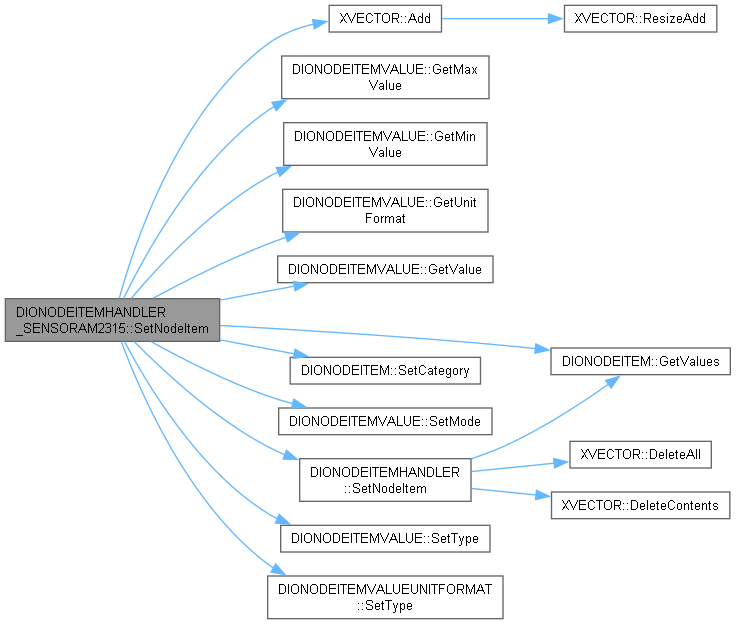 XVECTOR::Add
XVECTOR::ResizeAdd
DIONODEITEMVALUE::GetMax
Value
DIONODEITEMVALUE::GetMin
Value
DIONODEITEMVALUE::GetUnit
Format
DIONODEITEMVALUE::GetValue
DIONODEITEMHANDLER
_SENSORAM2315::SetNodeItem
DIONODEITEM::GetValues
DIONODEITEM::SetCategory
DIONODEITEMVALUE::SetMode
DIONODEITEMHANDLER
::SetNodeItem
XVECTOR::DeleteAll
XVECTOR::DeleteContents
DIONODEITEMVALUE::SetType
DIONODEITEMVALUEUNITFORMAT
::SetType